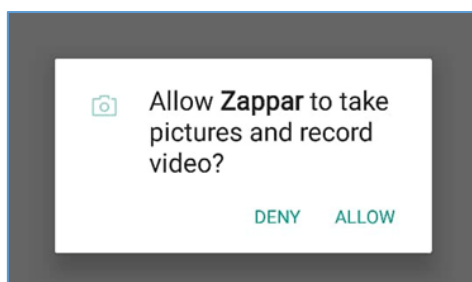 Allow Zappar to take
pictures and record
video?
DENY ALLOW